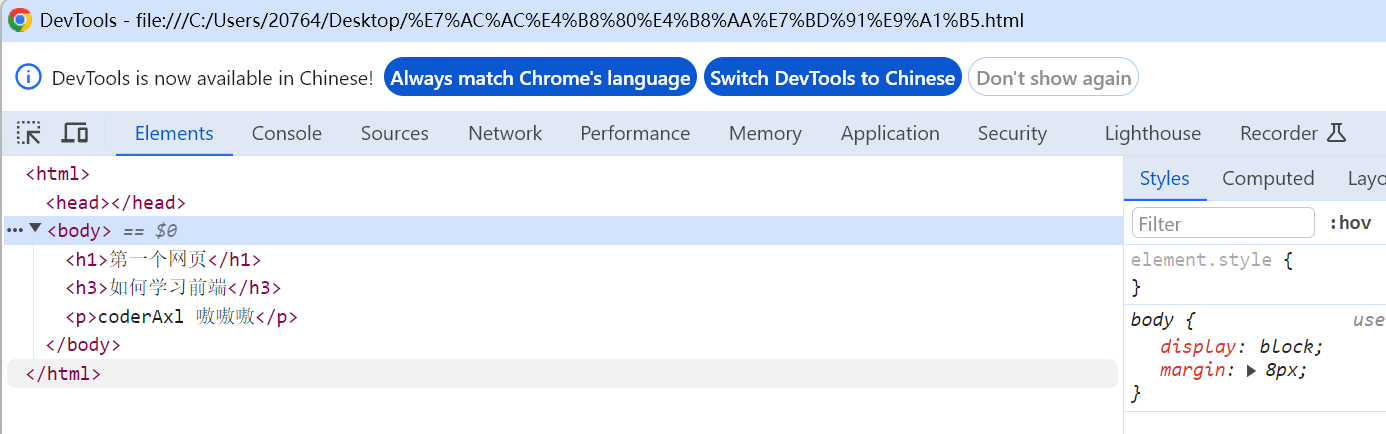 DevTools - file:///C:/Users/20764/Desktop/%E7%AC%AC%E4%B8%80%E4%B8%AA%E7%BD%91%E9%A1%B5.html
DevTools is now available in Chinese! Always match Chrome's language Switch DevTools to Chinese Don't show again
Elements Console Sources Network Performance Memory Application Security Lighthouse Recorder
<html>
<head></head>
<body> == $0
<h1>第一个网页</h1>
<h3>如何学习前端</h3>
<p>coderAxl 嗷嗷嗷</p>
</body>
</html>
Styles Computed Layo
Filter :hov
element.style {
}
body { use
display: block;
margin: 8px;
}